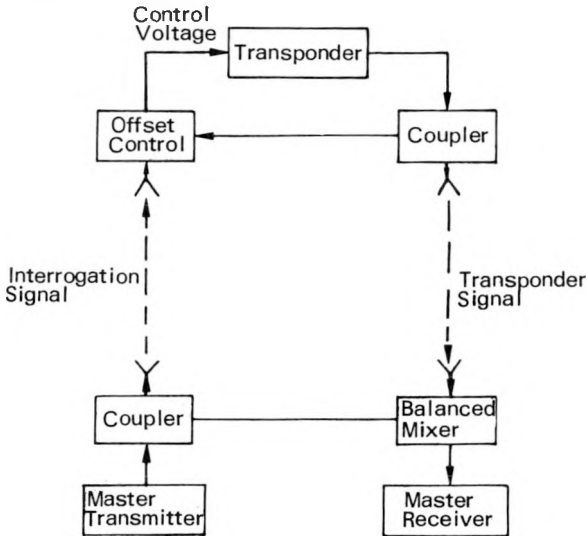 Control
Voltage
Transponder
Offset
Control
Coupler
Interrogation
Signal
Transponder
Signal
Coupler
Balanced
Mixer
Master
Transmitter
Master
Receiver